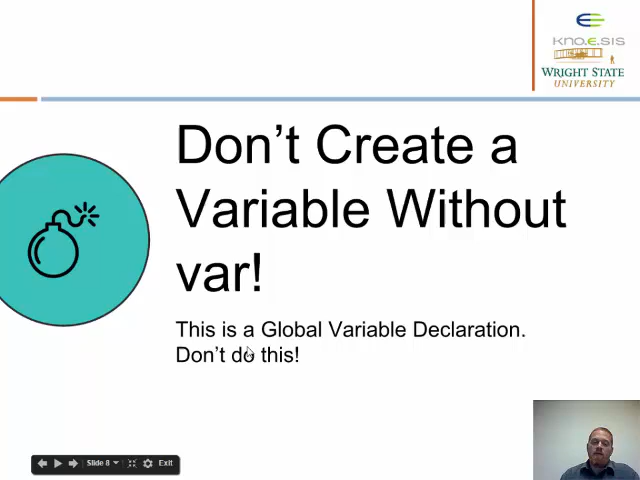 KNO.E.SIS
WRIGHT STATE
UNIVERSITY
Don't Create a
Variable Without
var!
This is a Global Variable Declaration.
Don't do this!
Slide 8
Exit